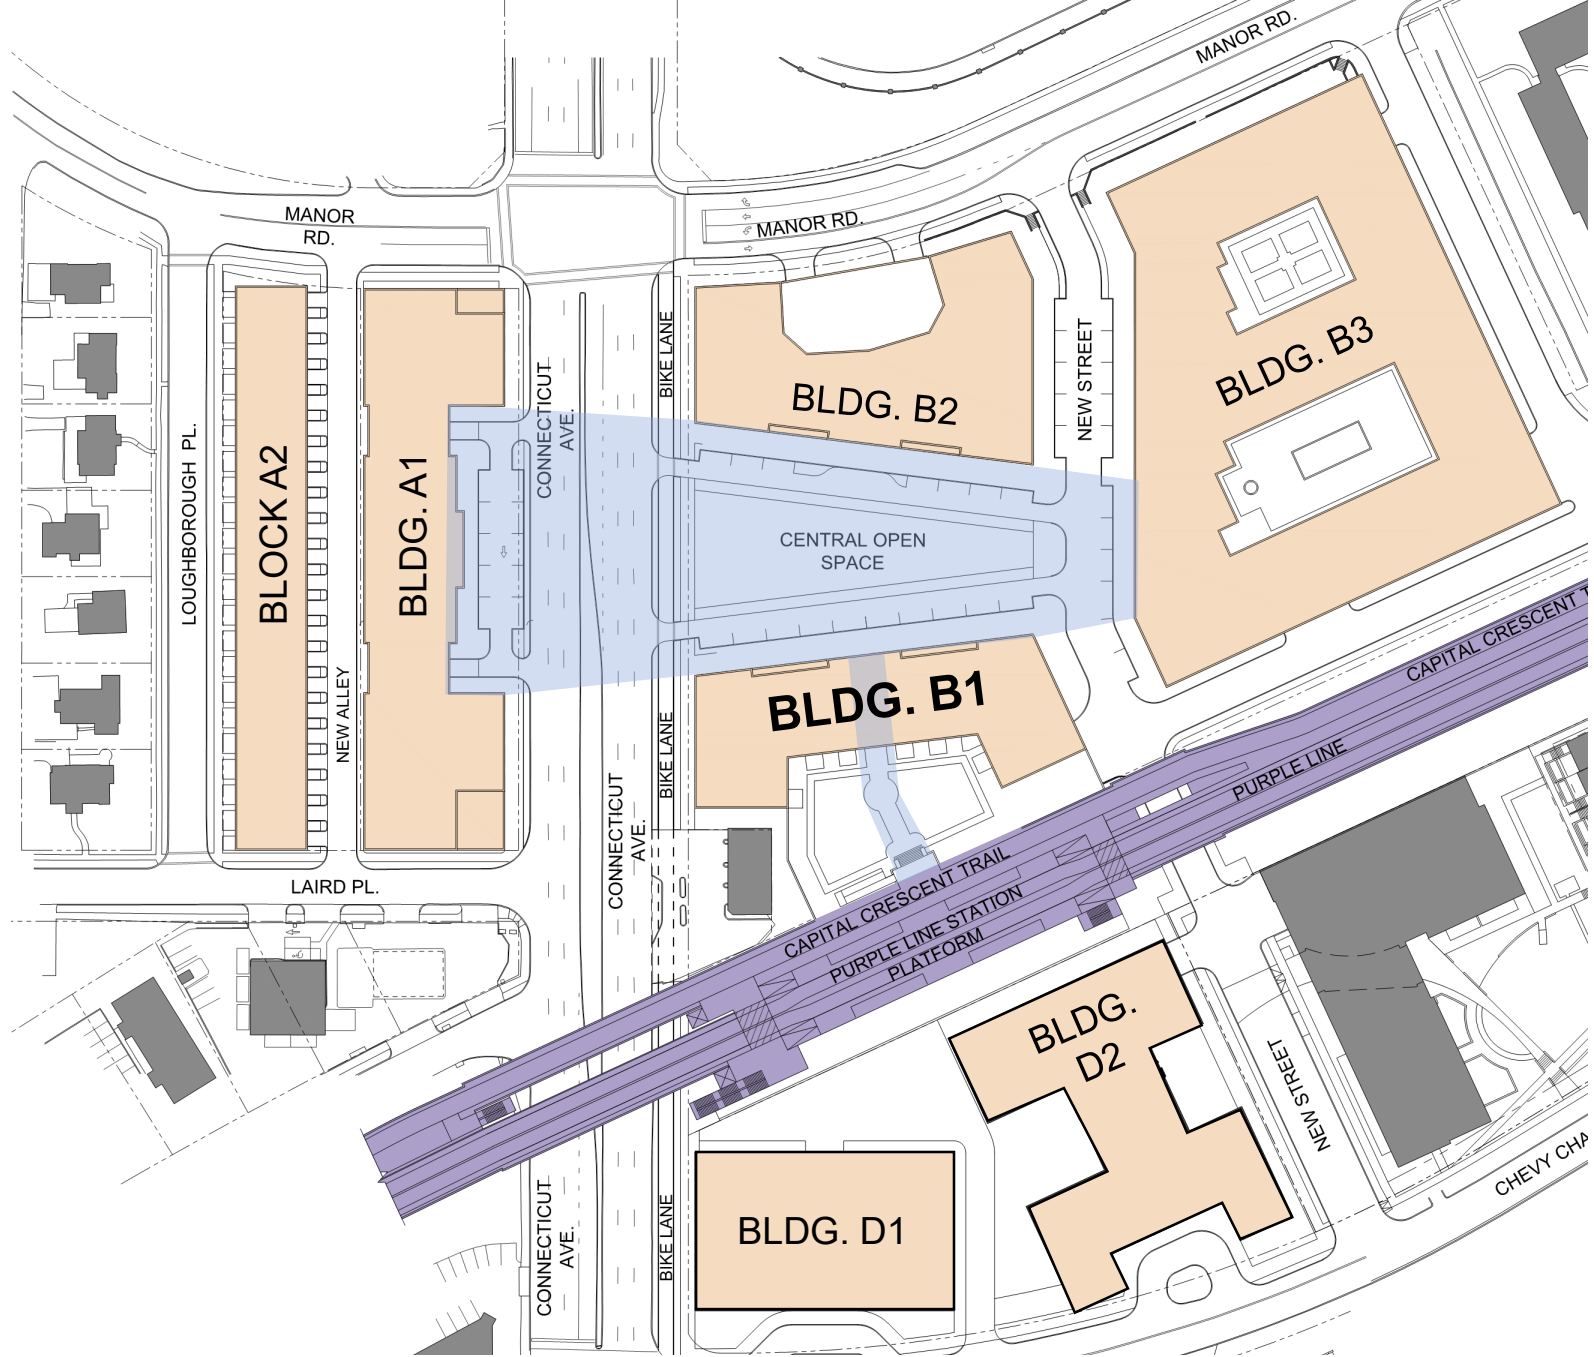 MANOR RD.
MANOR
RD.
MANOR RD.
BIKE LANE
NEW STREET
BLDG. B3
CONNECTICUT
AVE.
BLDG. B2
LOUGHBOROUGH PL.
BLOCK A2
BLDG. A1
CENTRAL OPEN
SPACE
CAPITAL CRESCENT T
NEW ALLEY
BLDG. B1
BIKE LANE
PURPLE LINE
CONNECTICUT
AVE.
LAIRD PL.
CAPITAL CRESCENT TRAIL
PURPLE LINE STATION
PLATFORM
BLDG.
D2
NEW STREET
CHEVY CHA
CONNECTICUT
AVE.
BIKE LANE
BLDG. D1